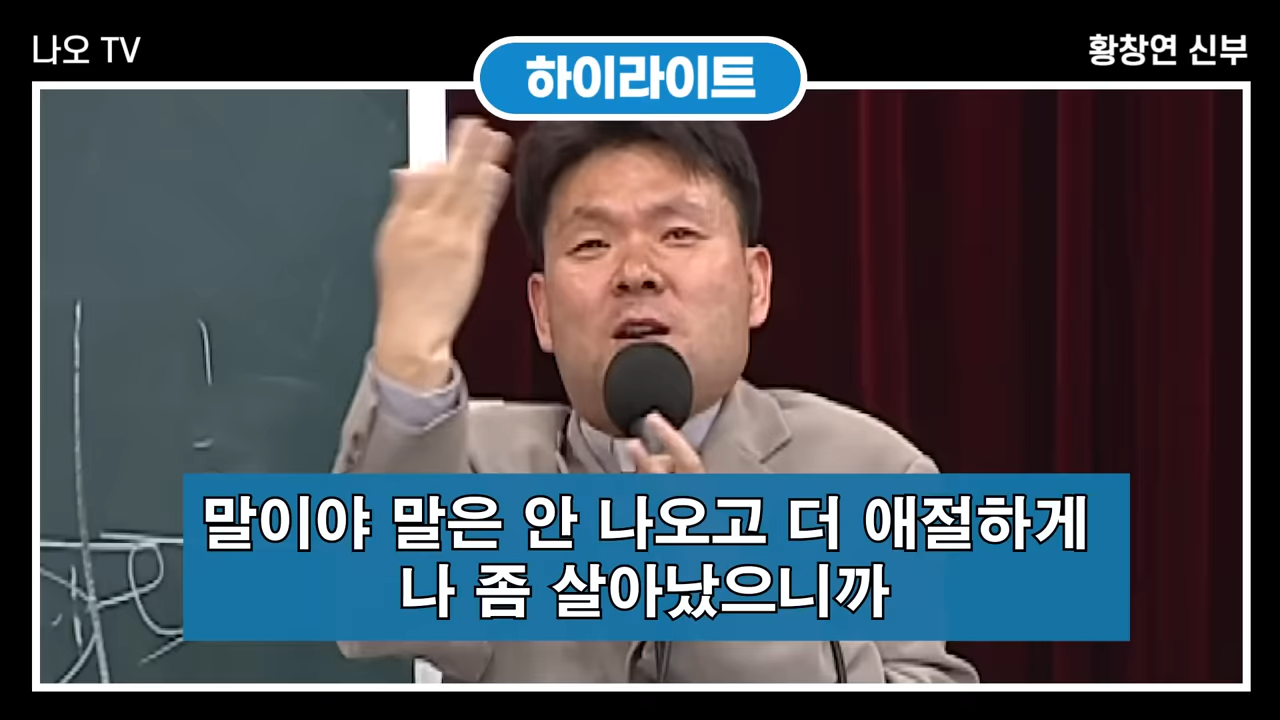 나오 TV
황창연 신부
하이라이트
말이야 말은 안 나오고 더 애절하게
나 좀 살아났으니까